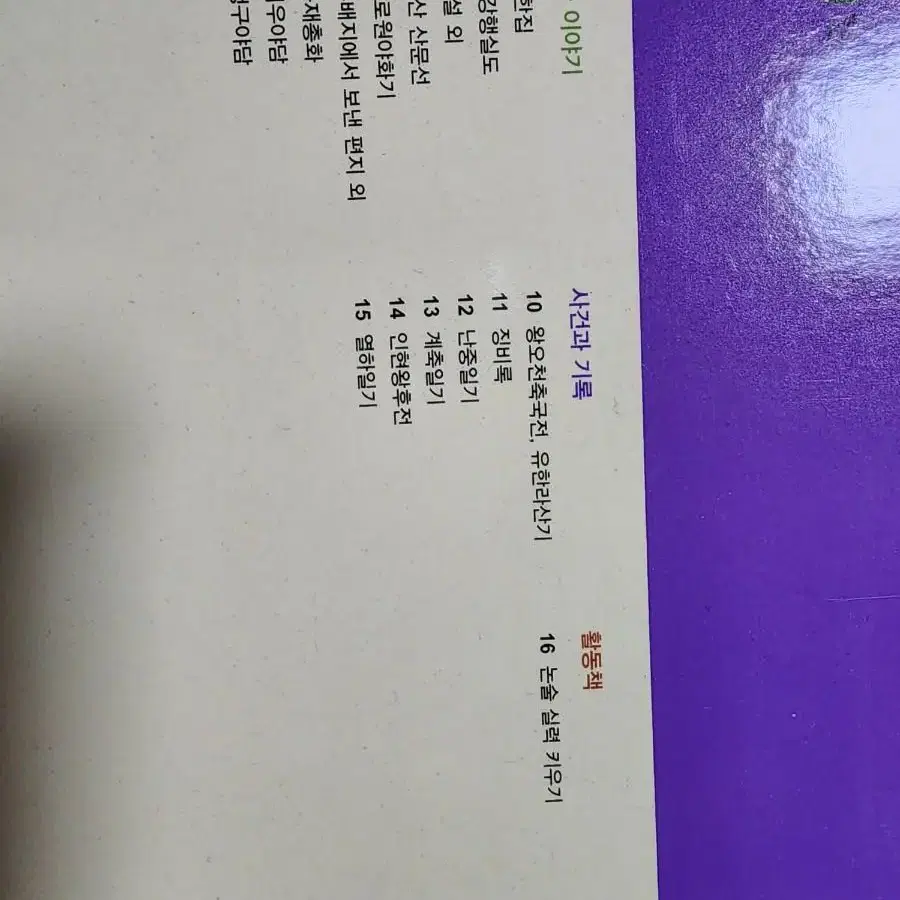 이야기
한집
강행실도
설 외
산 산문선
로원야화기
배지에서 보낸 편지 외
재총화
우야담
구야담
사건과 기록
10 왕오천축국전, 유한라산기
11 징비록
12 난중일기
13 계축일기
14 인현왕후전
15 열하일기
활동책
16 논술 실력 키우기